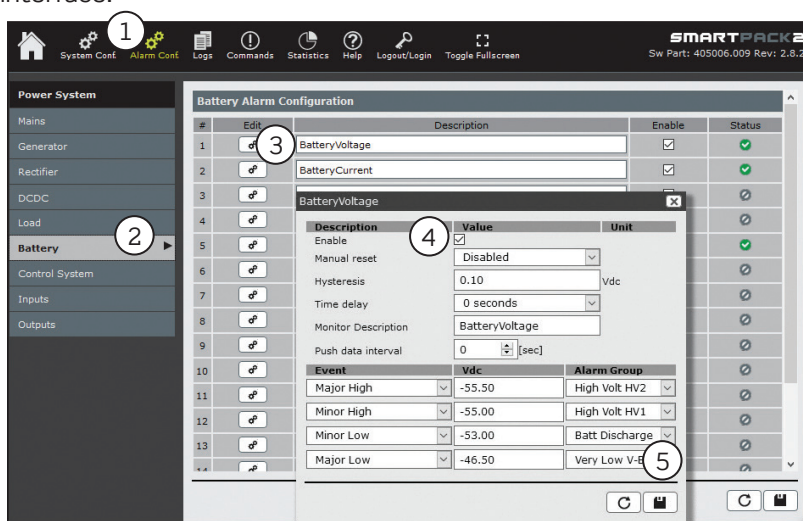 interface.
1
System Conf. Alarm Conf. Logs Commands Statistics Help Logout/Login Toggle Fullscreen
SMARTPACK2
Sw Part: 405006.009 Rev: 2.8.2
Power System
Mains
Generator
Rectifier
DCDC
Load
Battery
2
Control System
Inputs
Outputs
Battery Alarm Configuration
# Edit Description Enable Status
1 3 BatteryVoltage
2 BatteryCurrent
3
4
5
6
7
8
9
10
11
12
13
14
BatteryVoltage
Description Value Unit
Enable 4
Manual reset Disabled
Hysteresis 0.10 Vdc
Time delay 0 seconds
Monitor Description BatteryVoltage
Push data interval 0 [sec]
Event Vdc Alarm Group
Major High -55.50 High Volt HV2
Minor High -55.00 High Volt HV1
Minor Low -53.00 Batt Discharge
Major Low -46.50 Very Low
5